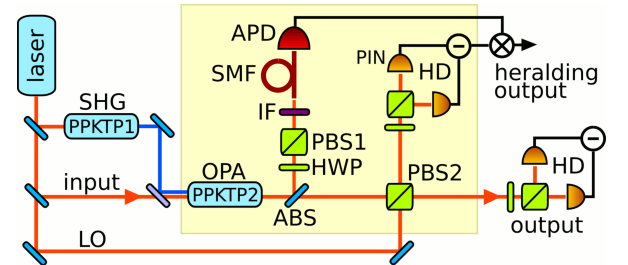 laser
SHG
PPKTP1
input
OPA
PPKTP2
LO
APD
SMF
IF
PBS1
HWP
ABS
PIN
HD
PBS2
heralding
output
HD
output